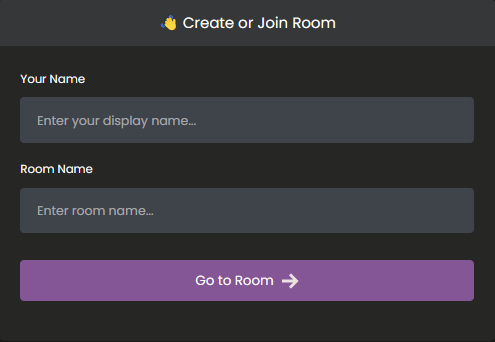 👋 Create or Join Room
Your Name
Enter your display name...
Room Name
Enter room name...
Go to Room →